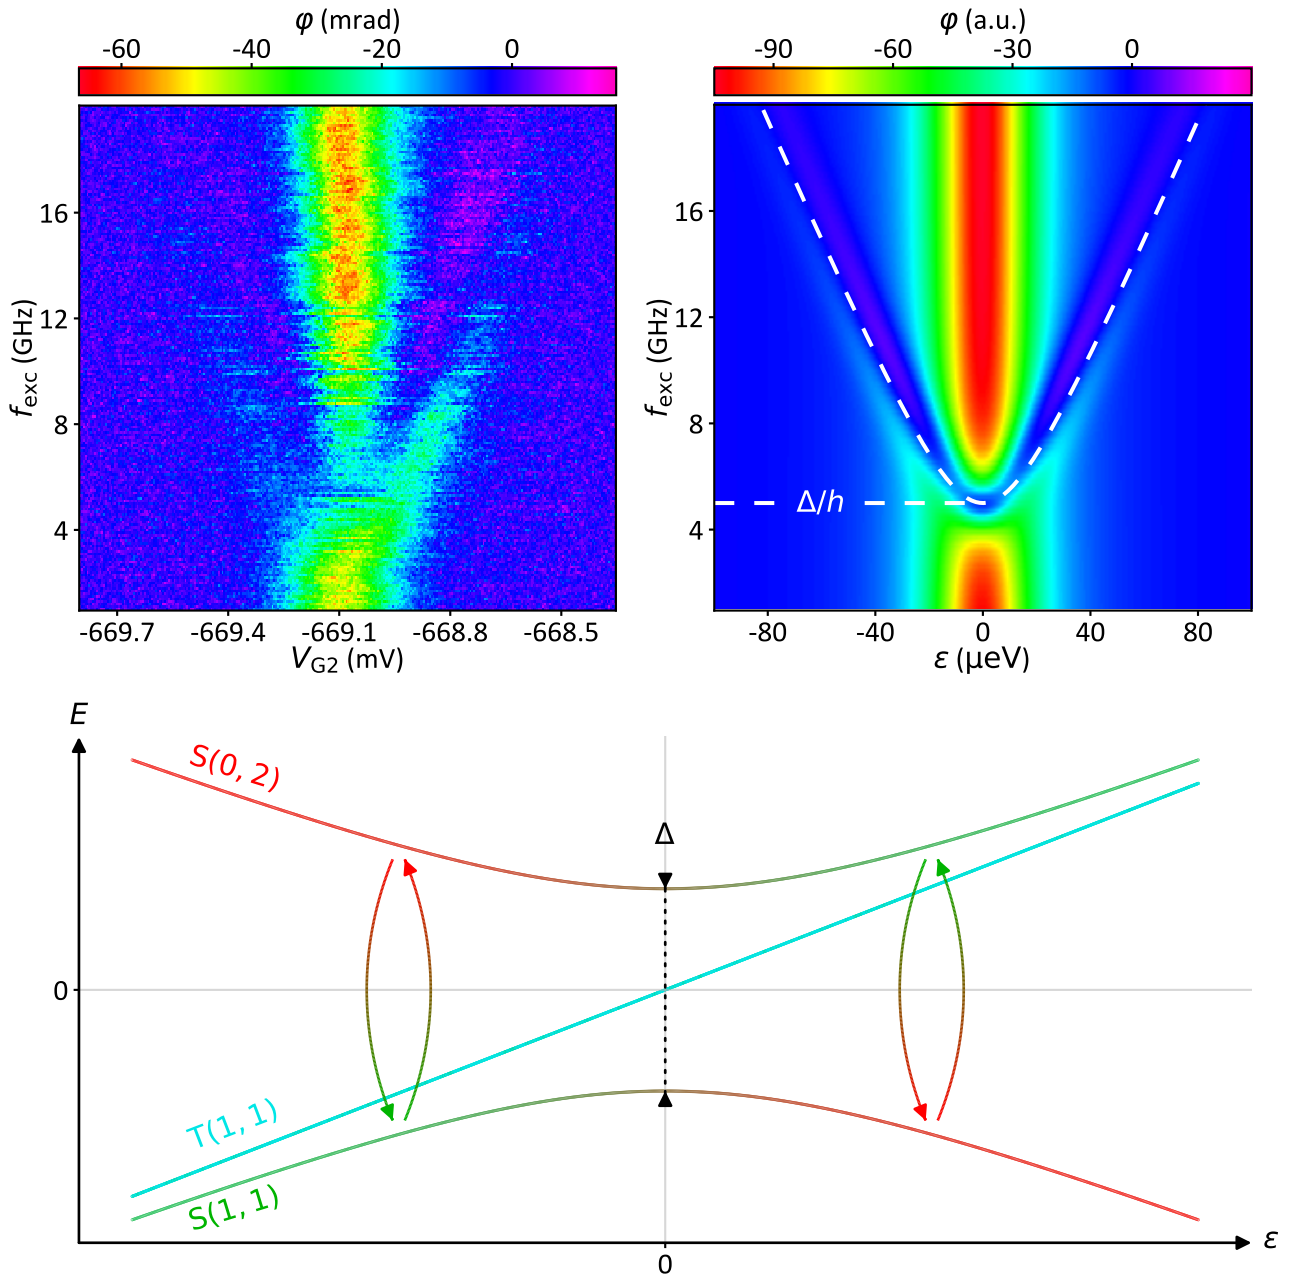 φ (mrad)
-60 -40 -20 0
16
12
8
4
f_exc (GHz)
-669.7 -669.4 -669.1 -668.8 -668.5
V_G2 (mV)
φ (a.u.)
-90 -60 -30 0
16
12
8
4
f_exc (GHz)
Δ/h
-80 -40 0 40 80
ε (μeV)
E
S(0, 2)
Δ
0
T(1, 1)
S(1, 1)
ε
0